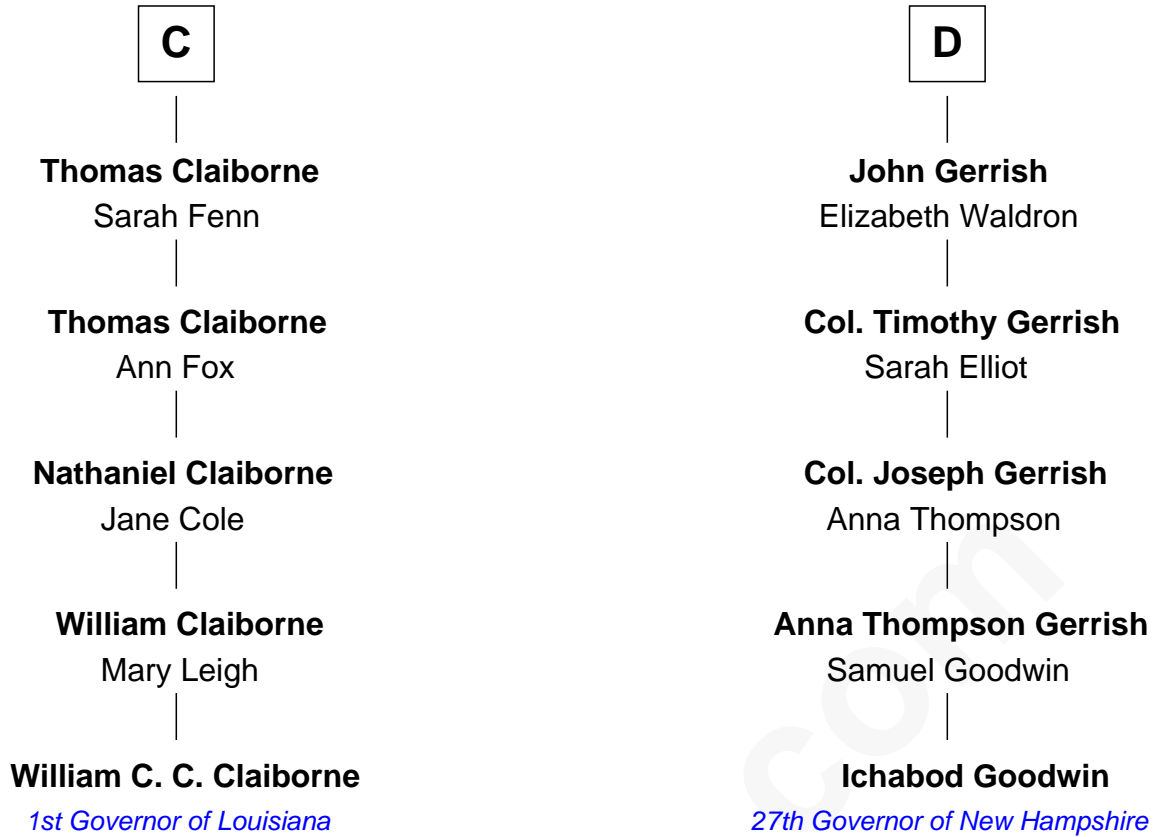 C
Thomas Claiborne
Sarah Fenn
Thomas Claiborne
Ann Fox
Nathaniel Claiborne
Jane Cole
William Claiborne
Mary Leigh
William C. C. Claiborne
1st Governor of Louisiana
D
John Gerrish
Elizabeth Waldron
Col. Timothy Gerrish
Sarah Elliot
Col. Joseph Gerrish
Anna Thompson
Anna Thompson Gerrish
Samuel Goodwin
Ichabod Goodwin
27th Governor of New Hampshire
com